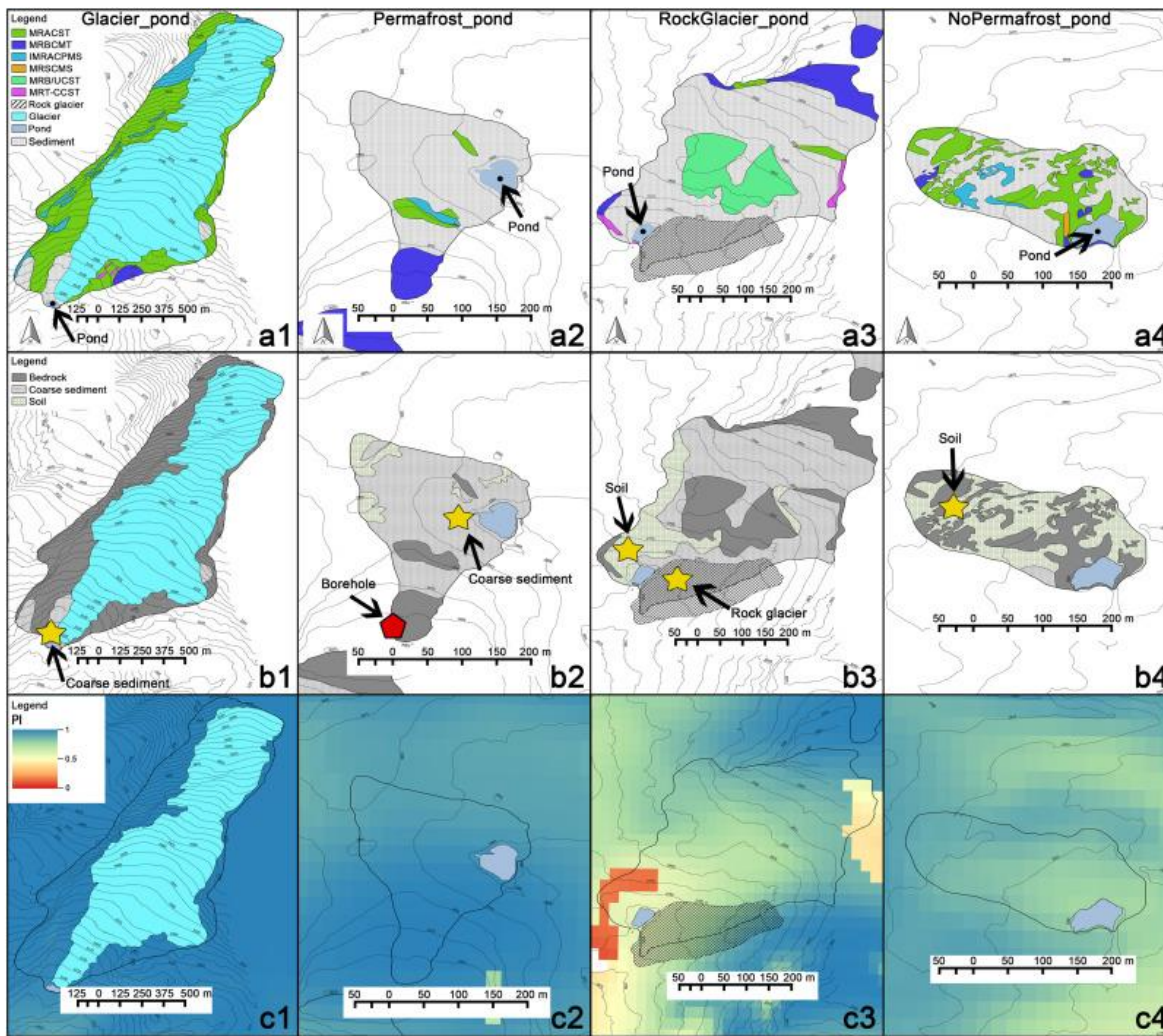 Glacier_pond
Permafrost_pond
RockGlacier_pond
NoPermafrost_pond
Legend
MRACST
MRBCMT
IMRACPMS
MRSCMS
MRB/UCST
MRT-CCST
Rock glacier
Glacier
Pond
Sediment
Pond
125 0 125 250 375 500 m
a1
Pond
50 0 50 100 150 200 m
a2
Pond
50 0 50 100 150 200 m
a3
Pond
50 0 50 100 150 200 m
a4
Legend
Bedrock
Coarse sediment
Soil
125 0 125 250 375 500 m
Coarse sediment
b1
Coarse sediment
Borehole
50 0 50 100 150 200 m
b2
Soil
Rock glacier
50 0 50 100 150 200 m
b3
Soil
50 0 50 100 150 200 m
b4
Legend
PI
1
0.5
0
125 0 125 250 375 500 m
c1
50 0 50 100 150 200 m
c2
50 0 50 100 150 200 m
c3
50 0 50 100 150 200 m
c4